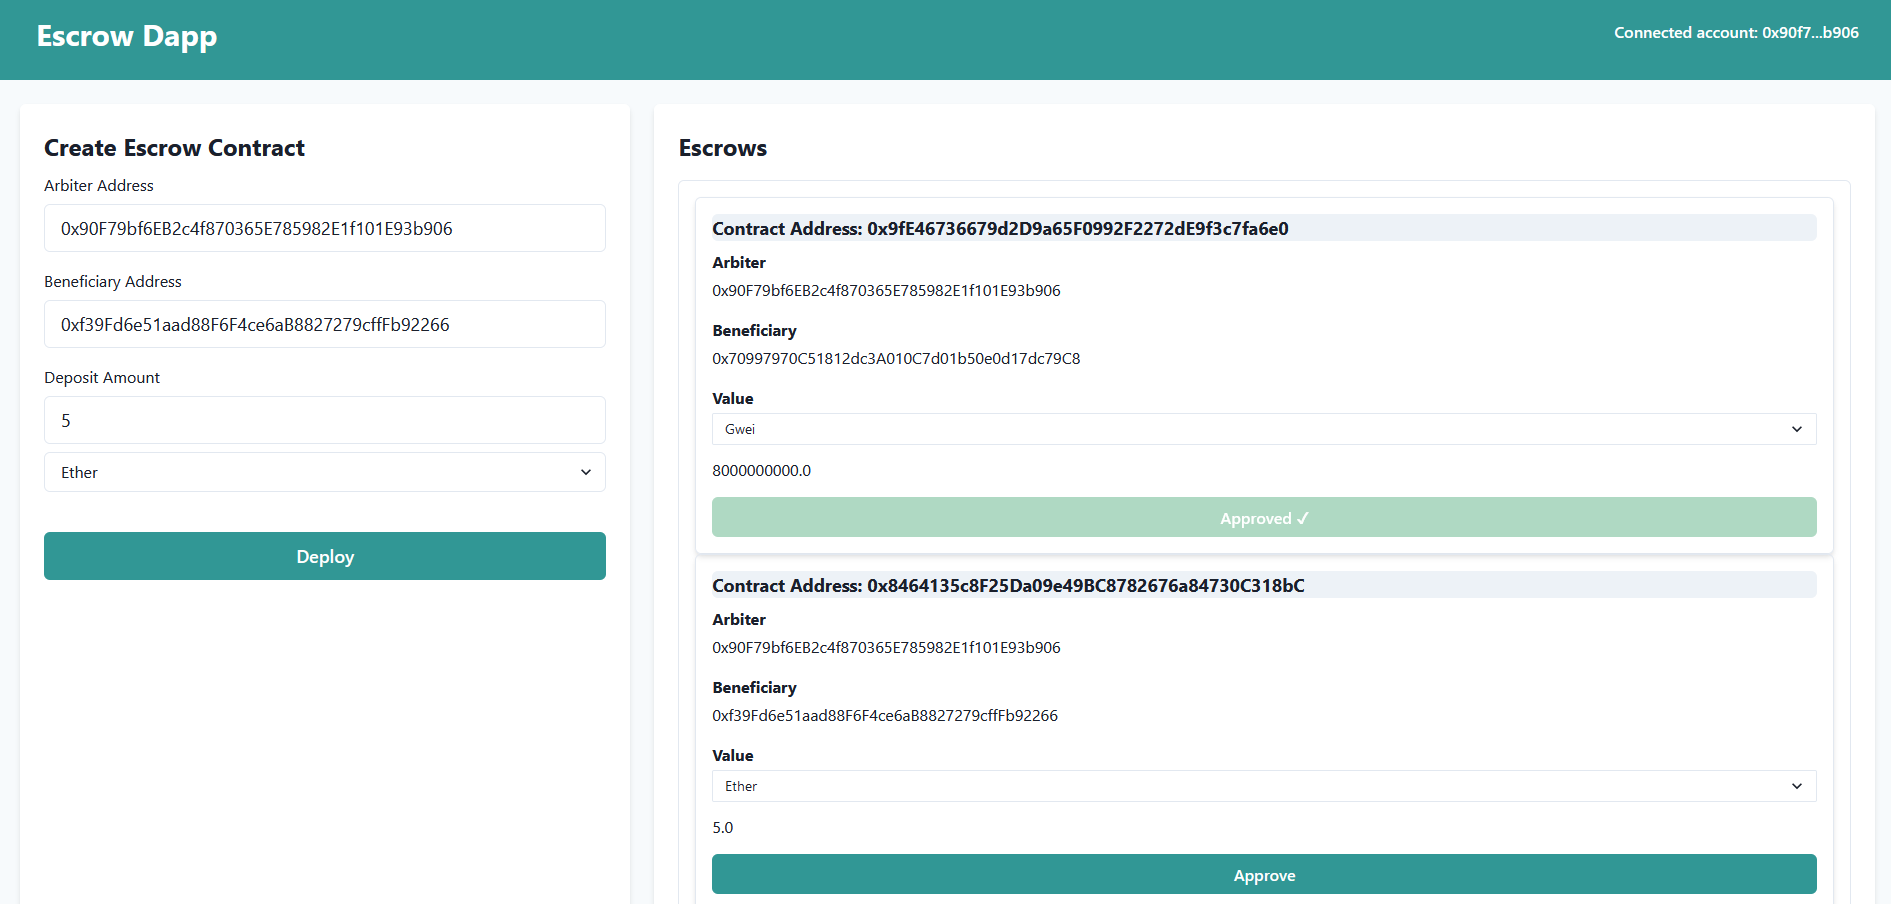 Escrow Dapp
Connected account: 0x90f7...b906
Create Escrow Contract
Arbiter Address
0x90F79bf6EB2c4f870365E785982E1f101E93b906
Beneficiary Address
0xf39Fd6e51aad88F6F4ce6aB8827279cffFb92266
Deposit Amount
5
Ether
Deploy
Escrows
Contract Address: 0x9fE46736679d2D9a65F0992F2272dE9f3c7fa6e0
Arbiter
0x90F79bf6EB2c4f870365E785982E1f101E93b906
Beneficiary
0x70997970C51812dc3A010C7d01b50e0d17dc79C8
Value
Gwei
8000000000.0
Approved ✓
Contract Address: 0x8464135c8F25Da09e49BC8782676a84730C318bC
Arbiter
0x90F79bf6EB2c4f870365E785982E1f101E93b906
Beneficiary
0xf39Fd6e51aad88F6F4ce6aB8827279cffFb92266
Value
Ether
5.0
Approve